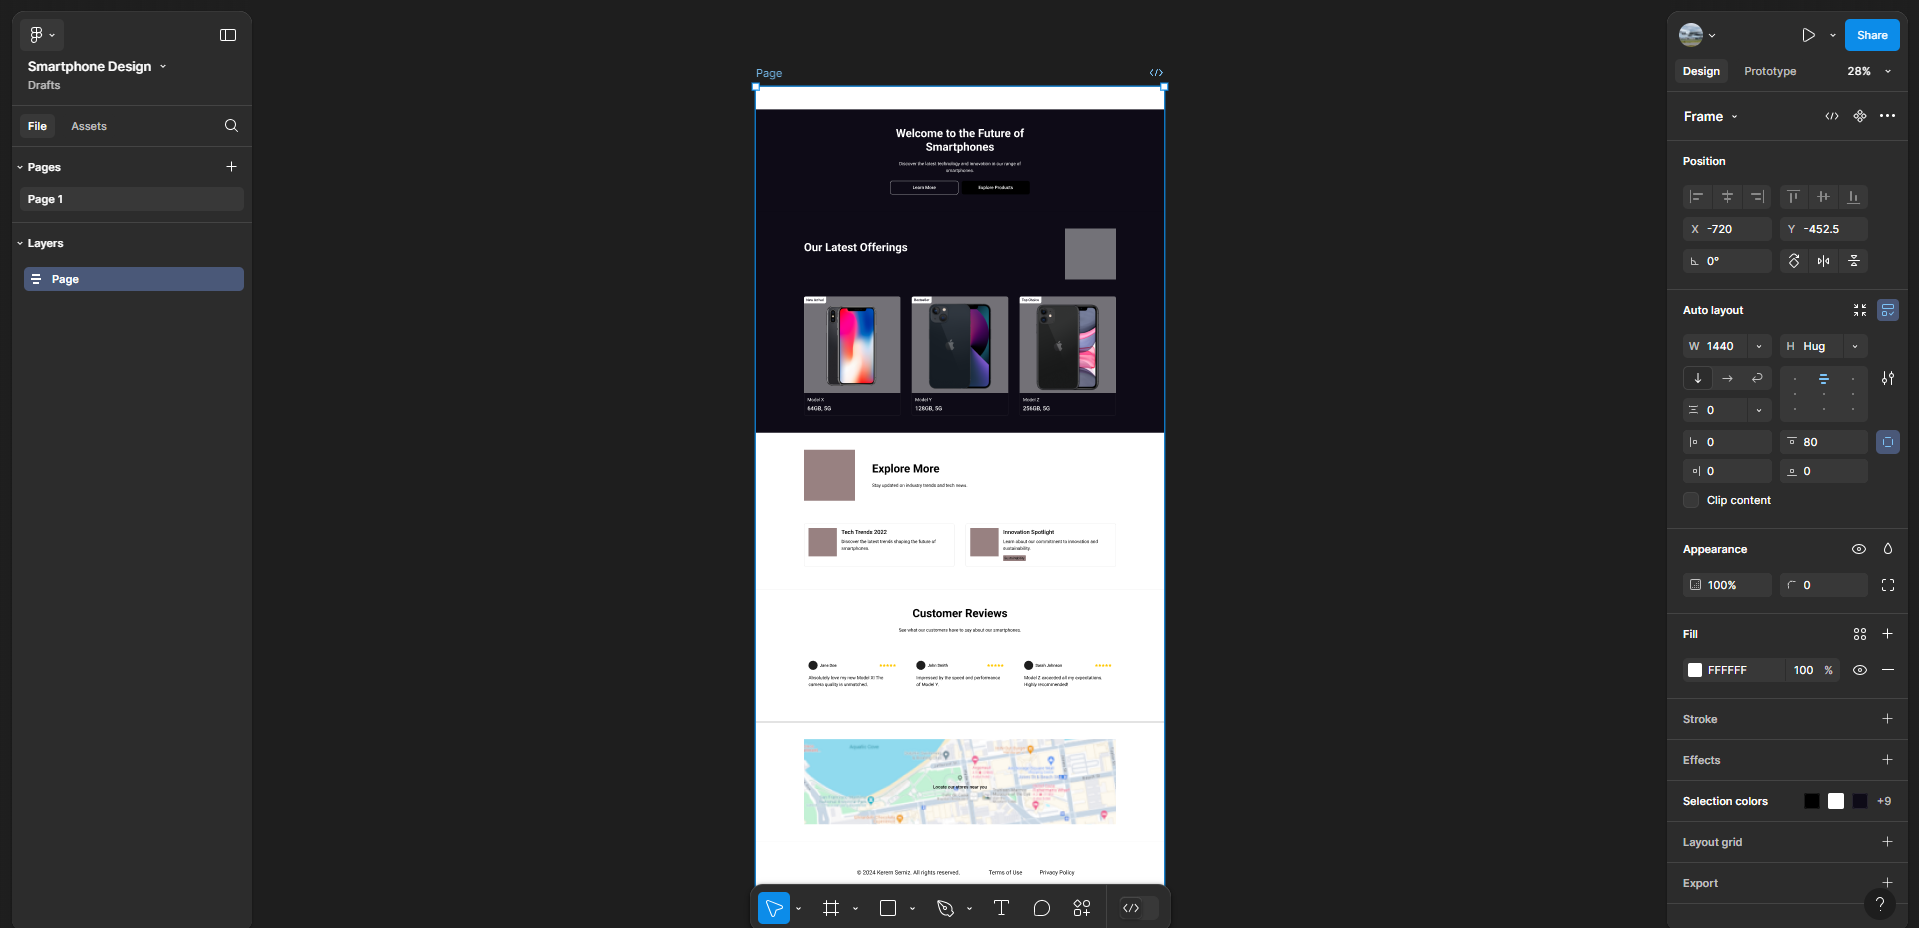 Smartphone Design
Drafts
File
Assets
Pages
Page 1
Layers
Page
Page
Welcome to the Future of
Smartphones
Discover the latest technology and innovation in our range of
smartphones.
Learn More
Explore Products
Our Latest Offerings
New Arrival
Bestseller
Top Choice
Model X
64GB, 5G
Model Y
128GB, 5G
Model Z
256GB, 5G
Explore More
Stay updated on industry trends and tech news.
Tech Trends 2022
Discover the latest trends shaping the future of
smartphones.
Innovation Spotlight
Learn about our commitment to innovation and
sustainability.
Customer Reviews
See what our customers have to say about our smartphones.
Jane Doe
Absolutely love my new Model X! The
camera quality is unmatched.
John Smith
Impressed by the speed and performance
of Model Y.
Sarah Johnson
Model Z exceeded all my expectations.
Highly recommended!
Aquatic Cove
Locate our stores near you
© 2024 Kerem Semiz. All rights reserved.
Terms of Use
Privacy Policy
Share
Design
Prototype
28%
Frame
Position
X -720
Y -452.5
0°
Auto layout
W 1440
H Hug
0
0
80
0
0
Clip content
Appearance
100%
0
Fill
FFFFFF
100 %
Stroke
Effects
Selection colors
+9
Layout grid
Export
?